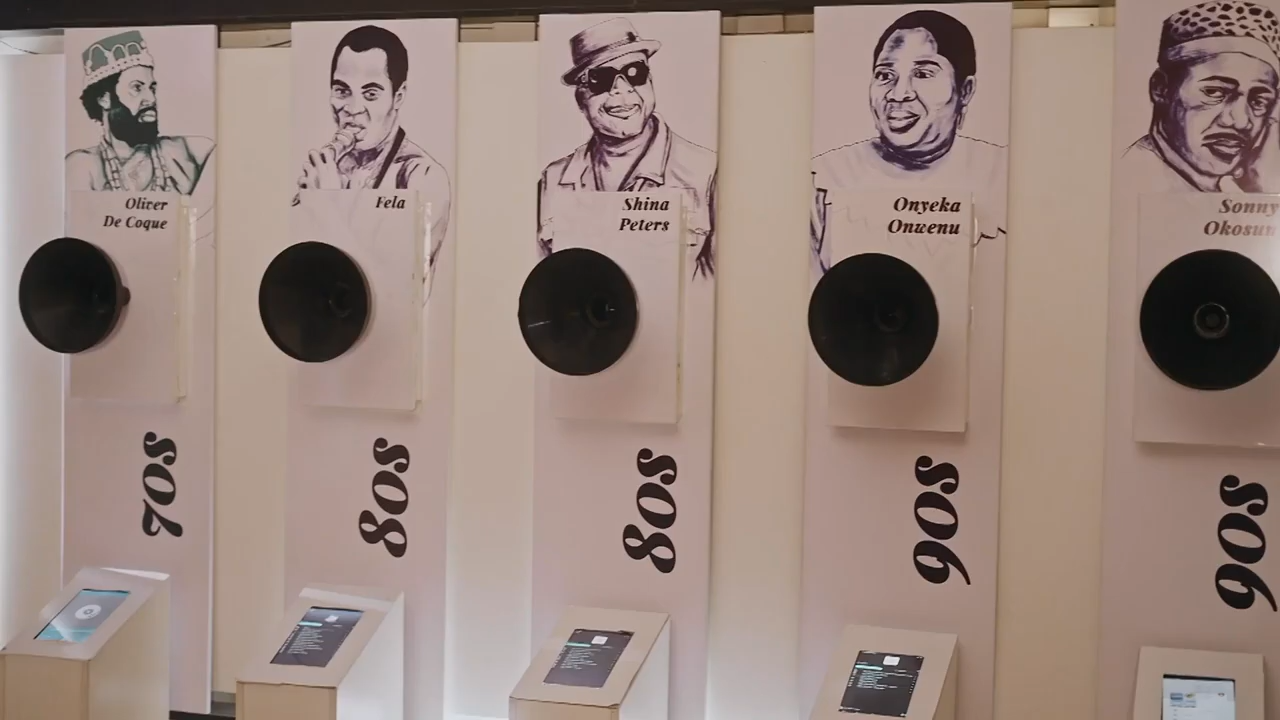 Oliver
De Coque
Fela
Shina
Peters
Onyeka
Onwenu
Sonny
Okosun
70s
80s
80s
90s
90s